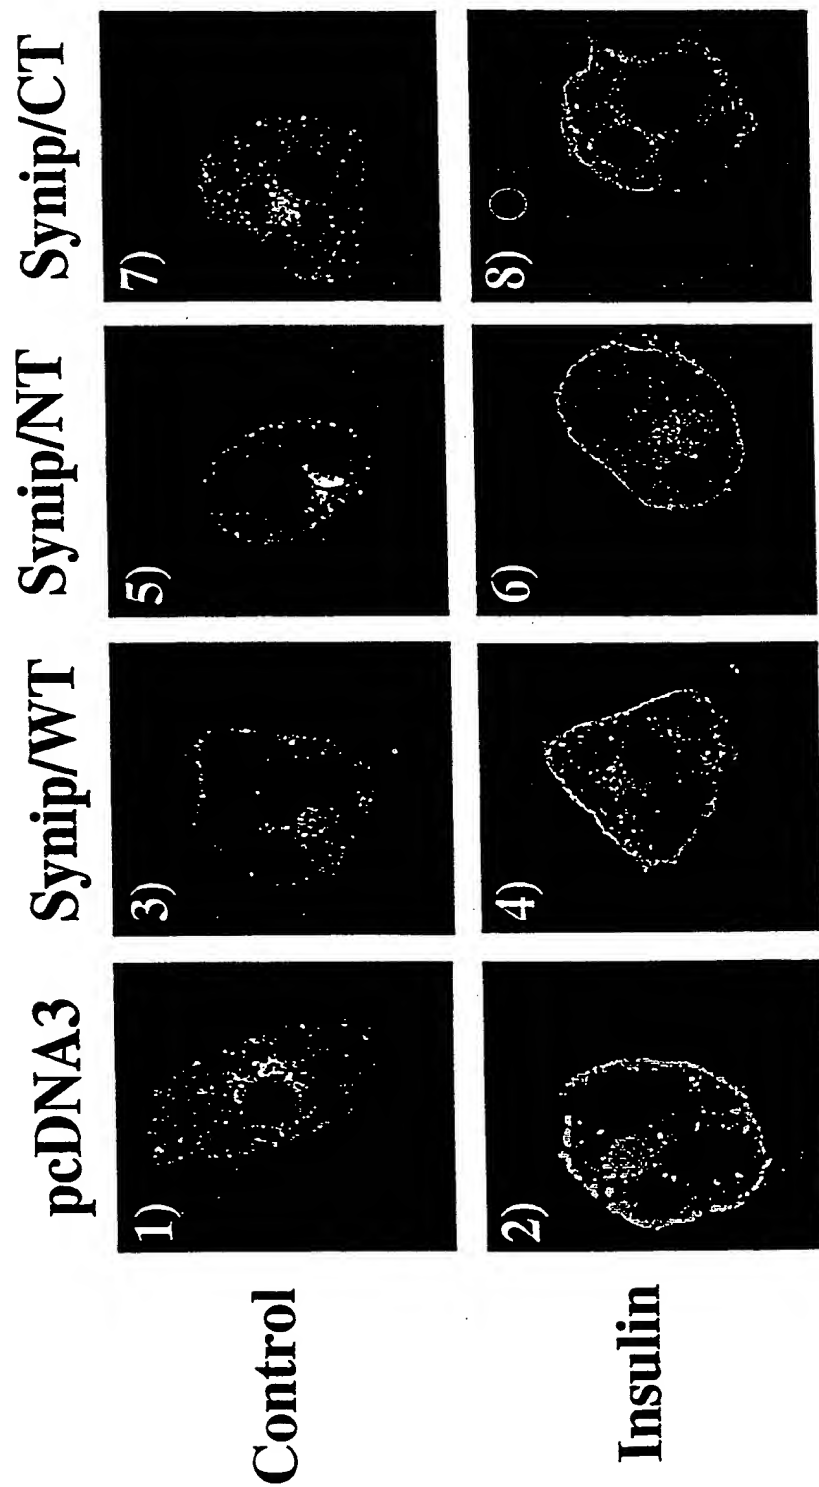 pcDNA3 Synip/WT Synip/NT Synip/CT
Control
1) 3) 5) 7)
Insulin
2) 4) 6) 8)